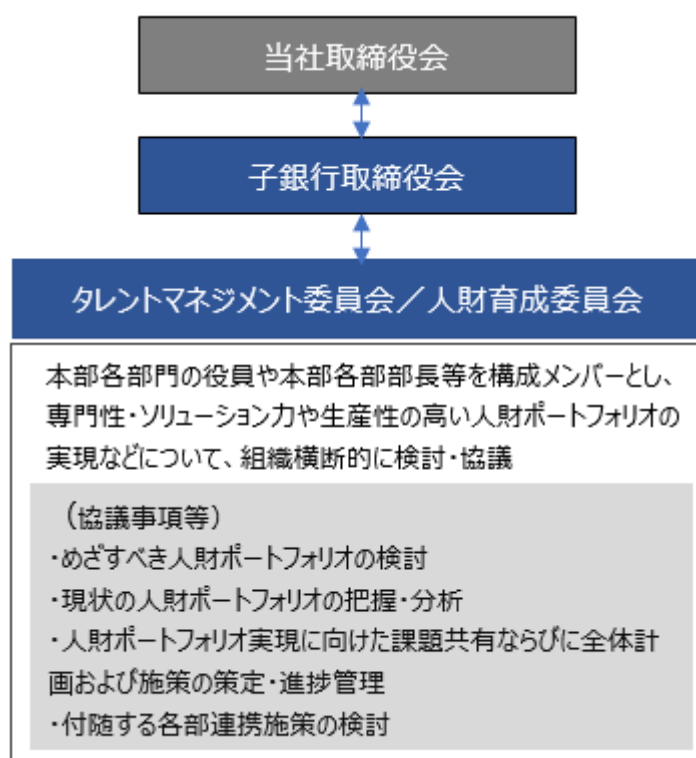 当社取締役会
子銀行取締役会
タレントマネジメント委員会／人財育成委員会
本部各部門の役員や本部各部部長等を構成メンバーとし、
専門性・ソリューション力や生産性の高い人財ポートフォリオの
実現などについて、組織横断的に検討・協議
（協議事項等）
・めざすべき人財ポートフォリオの検討
・現状の人財ポートフォリオの把握・分析
・人財ポートフォリオ実現に向けた課題共有ならびに全体計
画および施策の策定・進捗管理
・付随する各部連携施策の検討